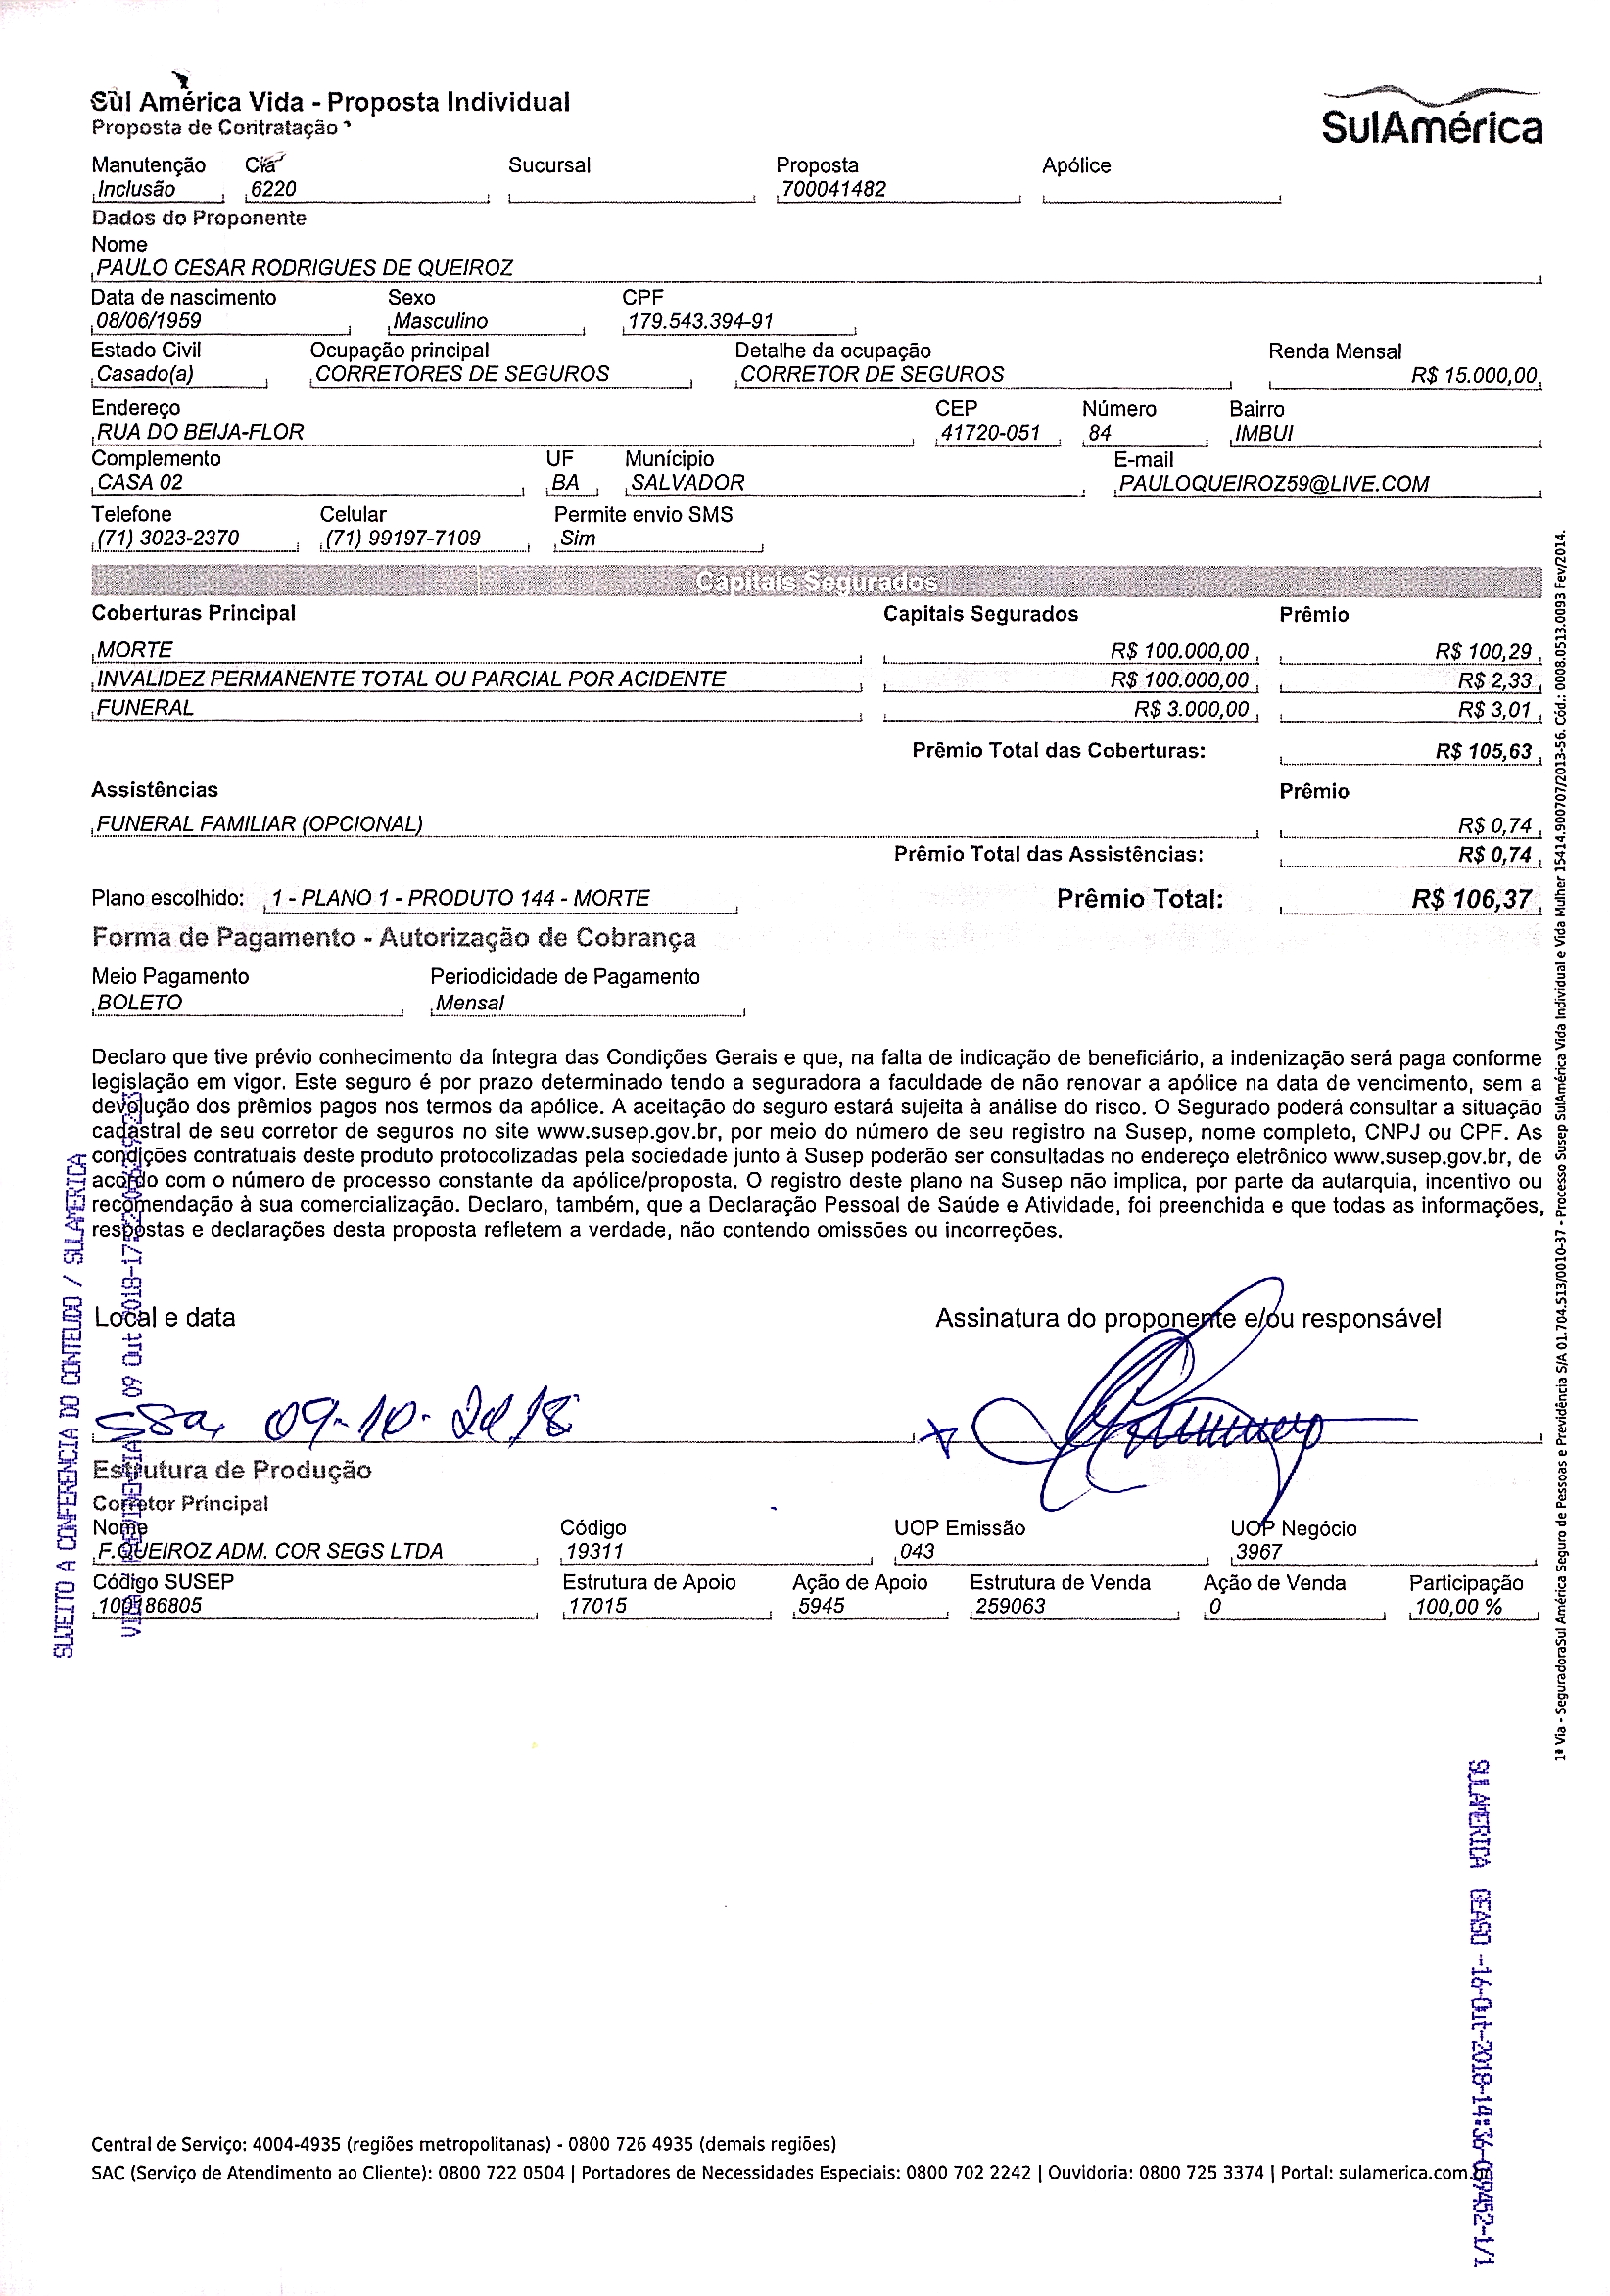 Sul América Vida - Proposta Individual
Proposta de Contratação
SulAmérica
Manutenção Cia Sucursal Proposta Apólice
Inclusão 6220 700041482
Dados do Proponente
Nome
PAULO CESAR RODRIGUES DE QUEIROZ
Data de nascimento Sexo CPF
08/06/1959 Masculino 179.543.394-91
Estado Civil Ocupação principal Detalhe da ocupação Renda Mensal
Casado(a) CORRETORES DE SEGUROS CORRETOR DE SEGUROS R$ 15.000,00
Endereço CEP Número Bairro
RUA DO BEIJA-FLOR 41720-051 84 IMBUI
Complemento UF Munícipio E-mail
CASA 02 BA SALVADOR PAULOQUEIROZ59@LIVE.COM
Telefone Celular Permite envio SMS
(71) 3023-2370 (71) 99197-7109 Sim
Capitais Segurados
Coberturas Principal Capitais Segurados Prêmio
MORTE R$ 100.000,00 R$ 100,29
INVALIDEZ PERMANENTE TOTAL OU PARCIAL POR ACIDENTE R$ 100.000,00 R$ 2,33
FUNERAL R$ 3.000,00 R$ 3,01
Prêmio Total das Coberturas: R$ 105,63
Assistências Prêmio
FUNERAL FAMILIAR (OPCIONAL) R$ 0,74
Prêmio Total das Assistências: R$ 0,74
Plano escolhido: 1 - PLANO 1 - PRODUTO 144 - MORTE Prêmio Total: R$ 106,37
Forma de Pagamento - Autorização de Cobrança
Meio Pagamento Periodicidade de Pagamento
BOLETO Mensal
Declaro que tive prévio conhecimento da íntegra das Condições Gerais e que, na falta de indicação de beneficiário, a indenização será paga conforme
legislação em vigor. Este seguro é por prazo determinado tendo a seguradora a faculdade de não renovar a apólice na data de vencimento, sem a
devolução dos prêmios pagos nos termos da apólice. A aceitação do seguro estará sujeita à análise do risco. O Segurado poderá consultar a situação
cadastral de seu corretor de seguros no site www.susep.gov.br, por meio do número de seu registro na Susep, nome completo, CNPJ ou CPF. As
condições contratuais deste produto protocolizadas pela sociedade junto à Susep poderão ser consultadas no endereço eletrônico www.susep.gov.br, de
acordo com o número de processo constante da apólice/proposta. O registro deste plano na Susep não implica, por parte da autarquia, incentivo ou
recomendação à sua comercialização. Declaro, também, que a Declaração Pessoal de Saúde e Atividade, foi preenchida e que todas as informações,
respostas e declarações desta proposta refletem a verdade, não contendo omissões ou incorreções.
Local e data Assinatura do proponente e/ou responsável
SSa, 09-10-2018
Estrutura de Produção
Corretor Principal
Nome Código UOP Emissão UOP Negócio
F.QUEIROZ ADM. COR SEGS LTDA 19311 043 3967
Código SUSEP Estrutura de Apoio Ação de Apoio Estrutura de Venda Ação de Venda Participação
100186805 17015 5945 259063 0 100,00 %
Central de Serviço: 4004-4935 (regiões metropolitanas) - 0800 726 4935 (demais regiões)
SAC (Serviço de Atendimento ao Cliente): 0800 722 0504 | Portadores de Necessidades Especiais: 0800 702 2242 | Ouvidoria: 0800 725 3374 | Portal: sulamerica.com.
SUJEITO A CONFERENCIA DO CONTEUDO / SULAMERICA
09 Out 2018-17:
1ª Via - SeguradoraSul América Seguro de Pessoas e Previdência S/A 01.704.513/0010-37 - Processo Susep SulAmérica Vida Individual e Vida Mulher 15414.900707/2013-56. Cód.: 0008.0513.0093 Fev/2014.
SULAMERICA GEASO -16-Out-2018-14:36-